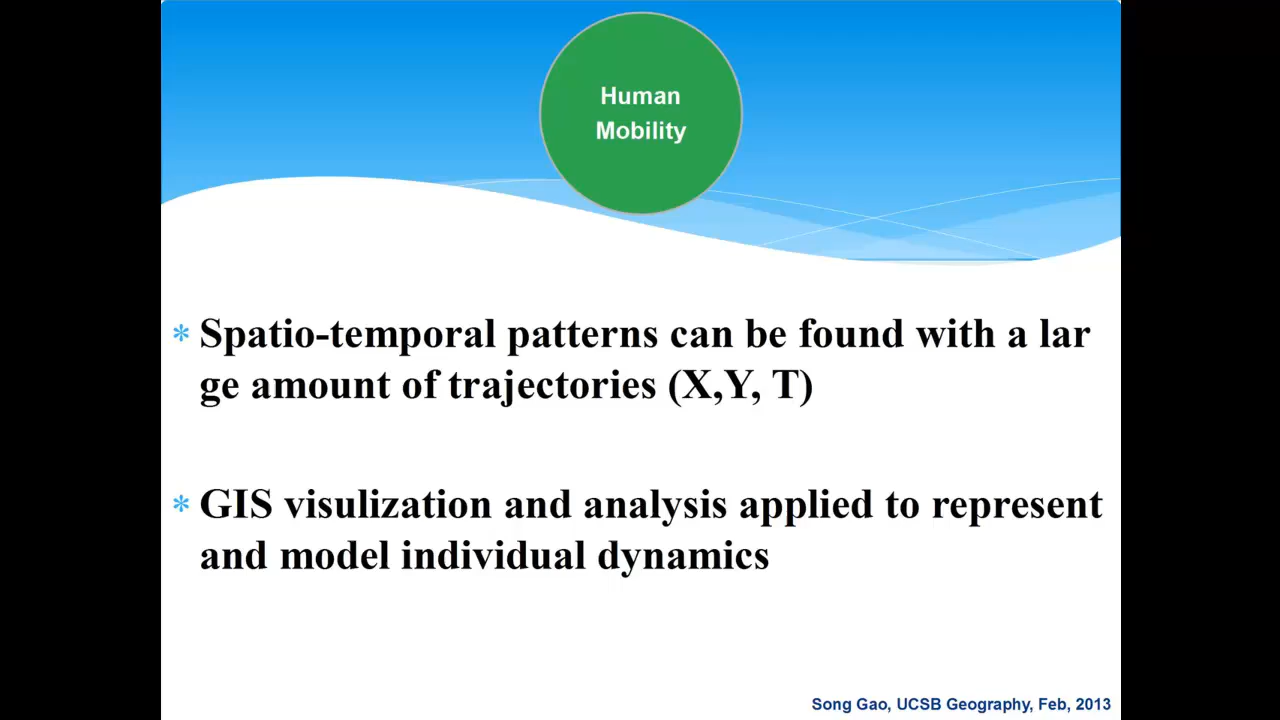 Human
Mobility
* Spatio-temporal patterns can be found with a lar
ge amount of trajectories (X,Y, T)
* GIS visulization and analysis applied to represent
and model individual dynamics
Song Gao, UCSB Geography, Feb, 2013